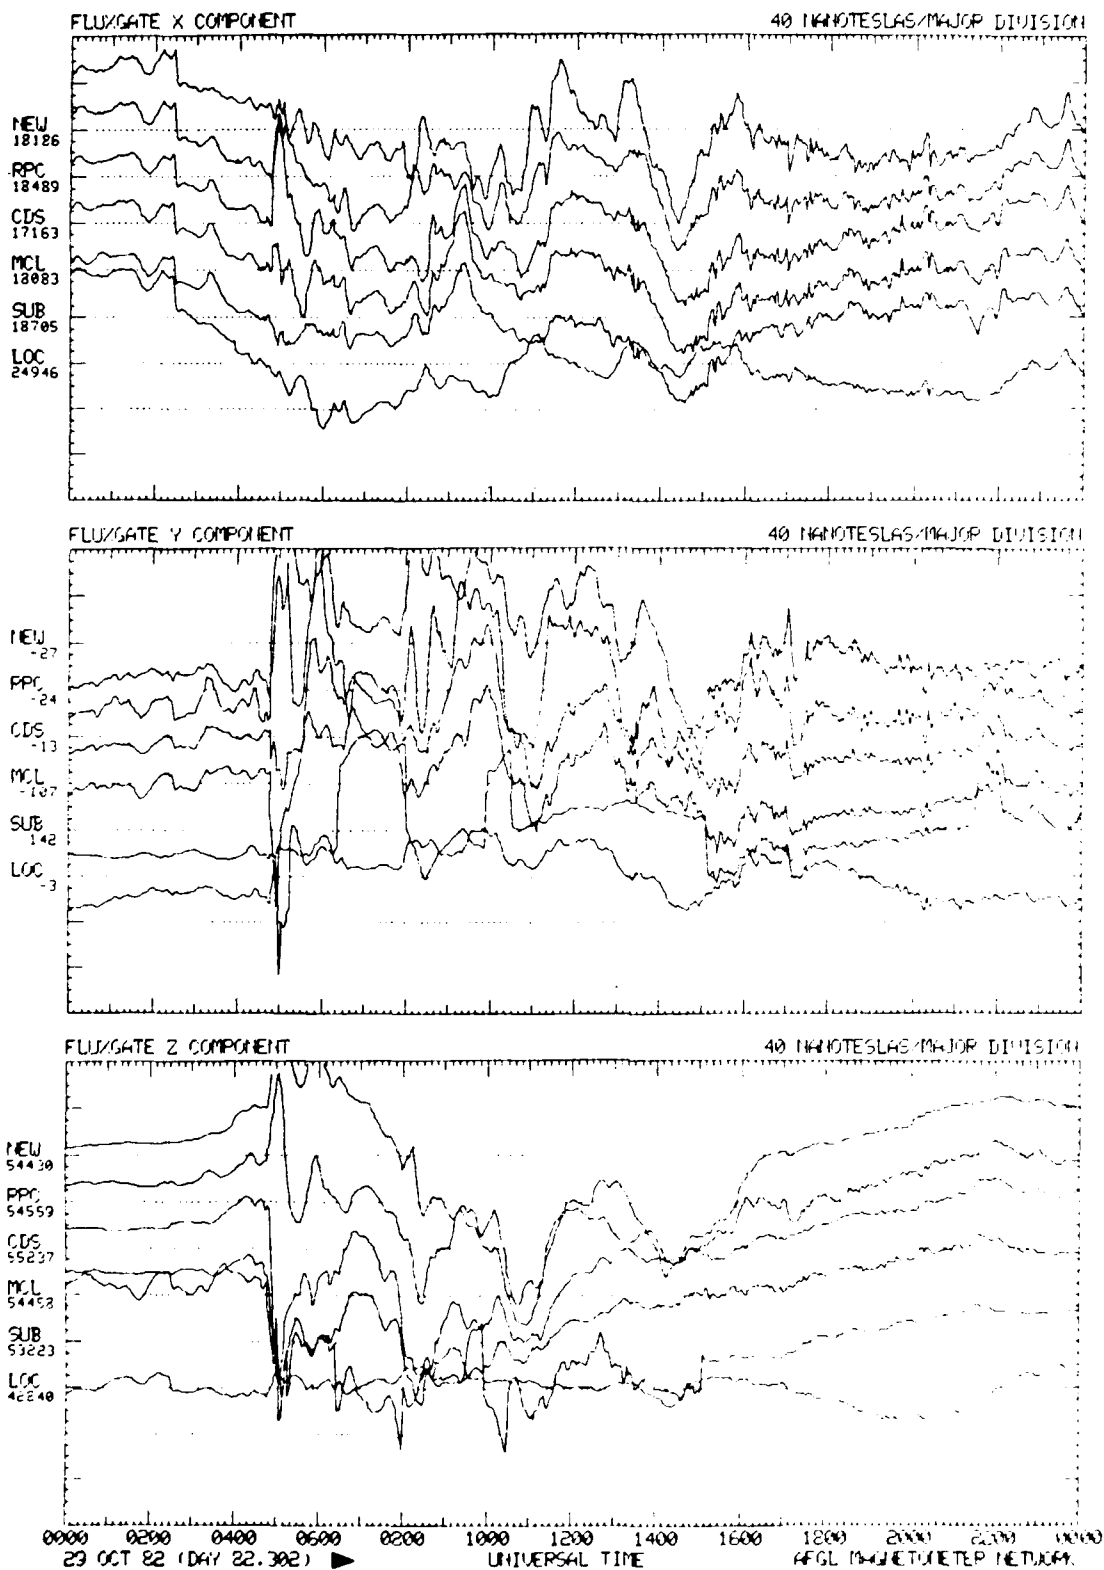 FLUXGATE X COMPONENT 40 NANOTESLAS/MAJOR DIVISION
NEW
18186
RPC
18489
CDS
17163
MCL
18083
SUB
18705
LOC
24946
FLUXGATE Y COMPONENT 40 NANOTESLAS/MAJOR DIVISION
NEW
-27
RPC
-24
CDS
-13
MCL
-107
SUB
142
LOC
-3
FLUXGATE Z COMPONENT 40 NANOTESLAS/MAJOR DIVISION
NEW
54430
RPC
54559
CDS
55237
MCL
54458
SUB
53223
LOC
42840
0000 0200 0400 0600 0800 1000 1200 1400 1600 1800 2000 2200 0000
29 OCT 82 (DAY 82.302) UNIVERSAL TIME AFGL MAGNETOMETER NETWORK